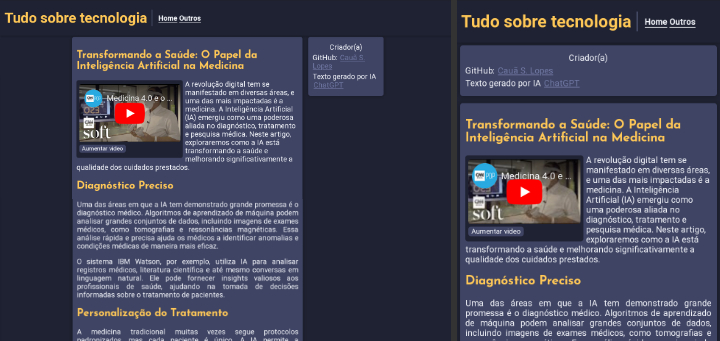 Tudo sobre tecnologia
Home Outros
Transformando a Saúde: O Papel da
Inteligência Artificial na Medicina
Medicina 4.0 e o ...
soft
Aumentar vídeo
A revolução digital tem se
manifestado em diversas áreas, e
uma das mais impactadas é a
medicina. A Inteligência Artificial
(IA) emergiu como uma poderosa
aliada no diagnóstico, tratamento
e pesquisa médica. Neste artigo,
exploraremos como a IA está
transformando a saúde e
melhorando significativamente a
qualidade dos cuidados prestados.
Diagnóstico Preciso
Uma das áreas em que a IA tem demonstrado grande promessa é o
diagnóstico médico. Algoritmos de aprendizado de máquina podem
analisar grandes conjuntos de dados, incluindo imagens de exames
médicos, como tomografias e ressonâncias magnéticas. Essa
análise rápida e precisa ajuda os médicos a identificar anomalias e
condições médicas de maneira mais eficaz.
O sistema IBM Watson, por exemplo, utiliza IA para analisar
registros médicos, literatura científica e até mesmo conversas em
linguagem natural. Ele pode fornecer insights valiosos aos
profissionais de saúde, ajudando na tomada de decisões
informadas sobre o tratamento de pacientes.
Personalização do Tratamento
A medicina tradicional muitas vezes segue protocolos
padronizados, mas cada paciente é único. A IA permite a
Criador(a)
GitHub: Cauã S. Lopes
Texto gerado por IA
ChatGPT
Tudo sobre tecnologia
Home Outros
Criador(a)
GitHub: Cauã S. Lopes
Texto gerado por IA ChatGPT
Transformando a Saúde: O Papel da
Inteligência Artificial na Medicina
Medicina 4.0 e o ...
soft
Aumentar vídeo
A revolução digital tem se
manifestado em diversas áreas,
e uma das mais impactadas é a
medicina. A Inteligência
Artificial (IA) emergiu como
uma poderosa aliada no
diagnóstico, tratamento e
pesquisa médica. Neste artigo,
exploraremos como a IA está
transformando a saúde e melhorando significativamente a
qualidade dos cuidados prestados.
Diagnóstico Preciso
Uma das áreas em que a IA tem demonstrado grande
promessa é o diagnóstico médico. Algoritmos de aprendizado
de máquina podem analisar grandes conjuntos de dados,
incluindo imagens de exames médicos, como tomografias e